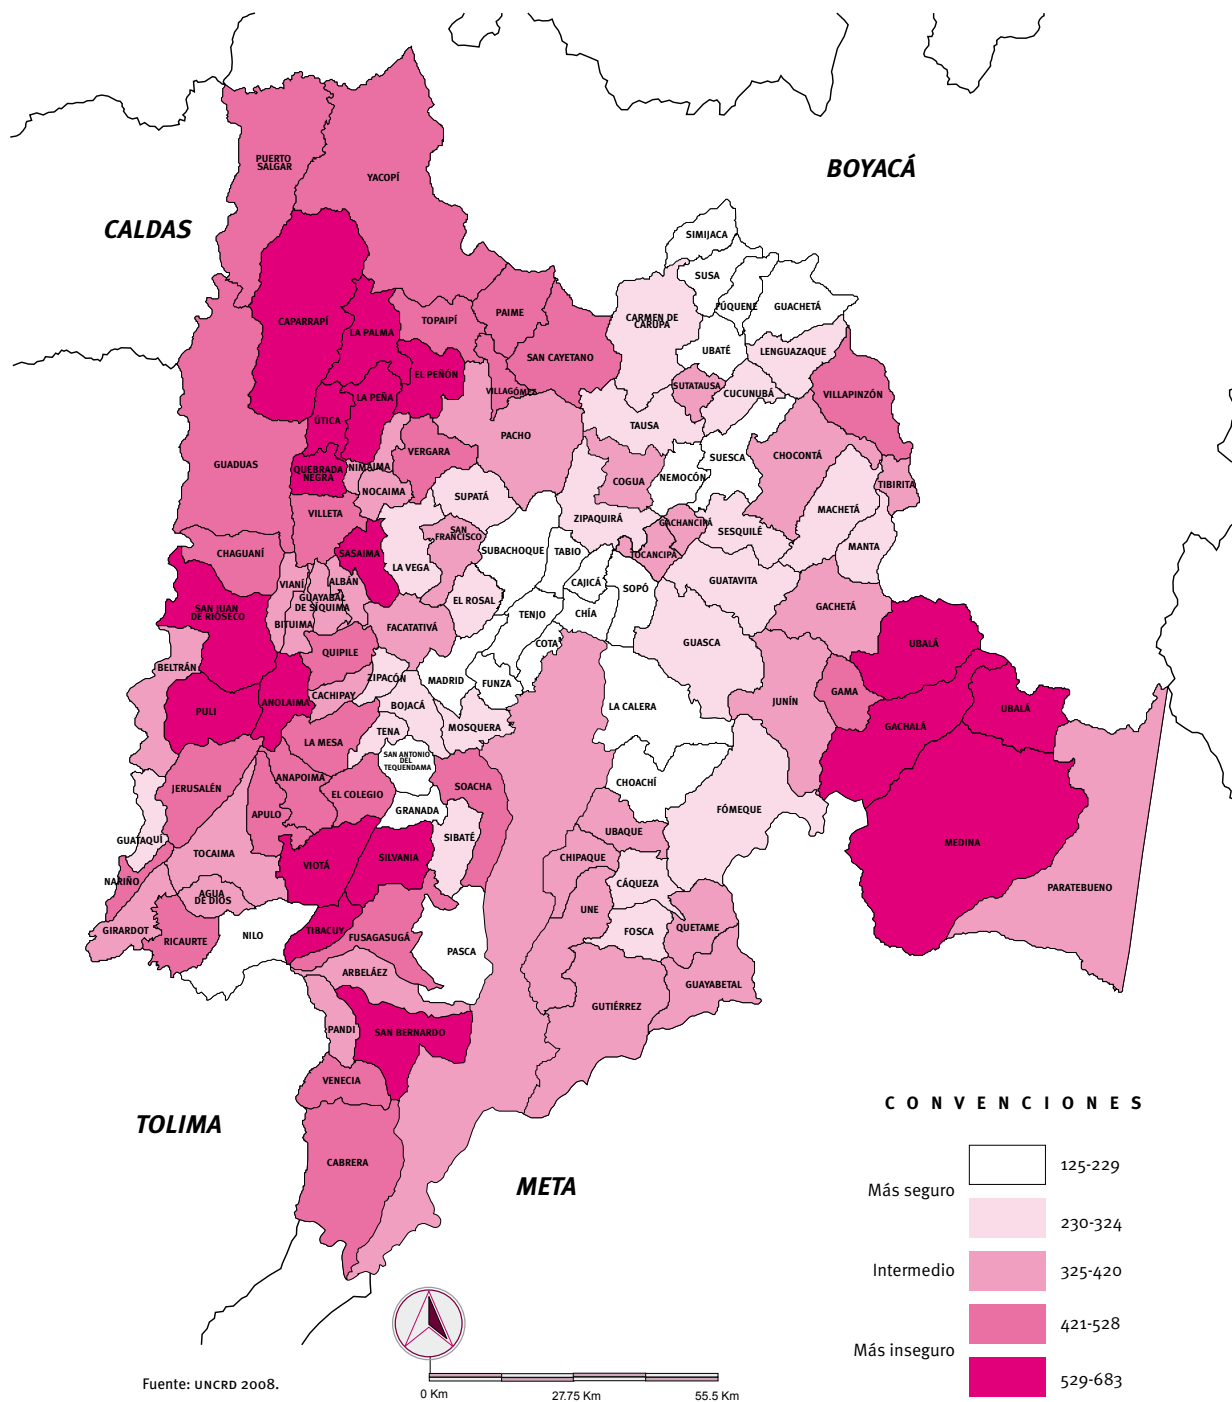 BOYACÁ
PUERTO
SALGAR
YACOPÍ
CALDAS
SIMIJACA
SUSA
FÚQUENE
GUACHETÁ
CARMEN DE
CARUPA
CAPARRAPÍ
LA PALMA
TOPAIPÍ
PAIME
SAN CAYETANO
UBATÉ
LENGUAZAQUE
EL PEÑÓN
LA PEÑA
VILLAGÓMEZ
SUTATAUSA
CUCUNUBÁ
VILLAPINZÓN
ÚTICA
PACHO
TAUSA
GUADUAS
VERGARA
SUESCA
CHOCONTÁ
QUEBRADA
NEGRA
NIMAIMA
NOCAIMA
SUPATÁ
COGUA
NEMOCÓN
TIBIRITA
VILLETA
MACHETÁ
ZIPAQUIRÁ
GACHANCIPÁ
SESQUILÉ
SAN
FRANCISCO
CHAGUANÍ
SASAIMA
SUBACHOQUE
TABIO
TOCANCIPÁ
MANTA
LA VEGA
VIANÍ
ALBÁN
CAJICÁ
SOPÓ
GUATAVITA
GUAYABAL
DE SÍQUIMA
EL ROSAL
SAN JUAN
DE RIOSECO
BITUIMA
FACATATIVÁ
TENJO
CHÍA
GACHETÁ
GUASCA
UBALÁ
QUIPILE
COTA
BELTRÁN
ZIPACÓN
MADRID
FUNZA
CACHIPAY
ANOLAIMA
PULI
BOJACÁ
LA CALERA
JUNÍN
GAMA
UBALÁ
GACHALÁ
MOSQUERA
TENA
LA MESA
SAN ANTONIO
DEL
TEQUENDAMA
JERUSALÉN
ANAPOIMA
EL COLEGIO
SOACHA
CHOACHÍ
APULO
GRANADA
FÓMEQUE
GUATAQUÍ
SIBATÉ
UBAQUE
MEDINA
TOCAIMA
VIOTÁ
SILVANIA
CHIPAQUE
NARIÑO
CÁQUEZA
PARATEBUENO
AGUA
DE DIOS
UNE
GIRARDOT
RICAURTE
NILO
TIBACUY
FUSAGASUGÁ
FOSCA
QUETAME
PASCA
ARBELÁEZ
GUAYABETAL
GUTIÉRREZ
PANDI
SAN BERNARDO
VENECIA
TOLIMA
CABRERA
META
CONVENCIONES
125-229
Más seguro
230-324
Intermedio
325-420
421-528
Más inseguro
529-683
Fuente: UNCRD 2008.
0 Km
27.75 Km
55.5 Km